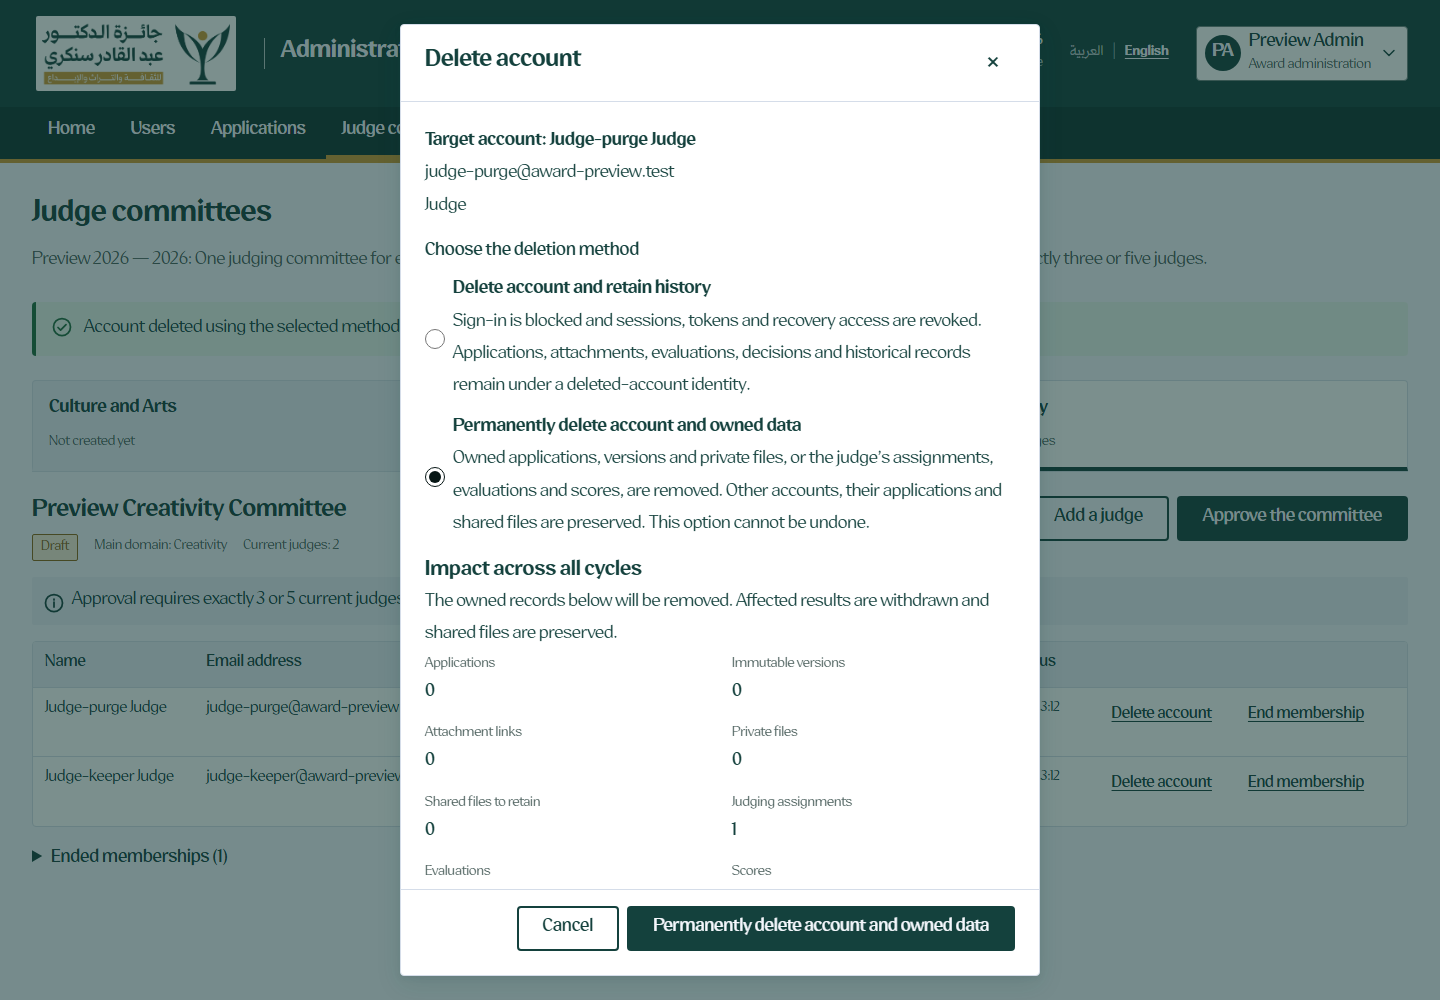 جائزة الدكتور
عبد القادر سنكري
للثقافة والتراث والإبداع
العربية
English
PA
Preview Admin
Award administration
Home
Users
Applications
Judge committees
Preview 2026 — 2026: One judging committee for
ctly three or five judges.
Account deleted using the selected method
Culture and Arts
Not created yet
Preview Creativity Committee
Draft
Main domain: Creativity
Current judges: 2
Add a judge
Approve the committee
Approval requires exactly 3 or 5 current judges
Name
Email address
Judge-purge Judge
judge-purge@award-preview
3:12
Delete account
End membership
Judge-keeper Judge
judge-keeper@award-preview
3:12
Delete account
End membership
Ended memberships (1)
Delete account
×
Target account: Judge-purge Judge
judge-purge@award-preview.test
Judge
Choose the deletion method
Delete account and retain history
Sign-in is blocked and sessions, tokens and recovery access are revoked.
Applications, attachments, evaluations, decisions and historical records
remain under a deleted-account identity.
Permanently delete account and owned data
Owned applications, versions and private files, or the judge’s assignments,
evaluations and scores, are removed. Other accounts, their applications and
shared files are preserved. This option cannot be undone.
Impact across all cycles
The owned records below will be removed. Affected results are withdrawn and
shared files are preserved.
Applications
0
Immutable versions
0
Attachment links
0
Private files
0
Shared files to retain
0
Judging assignments
1
Evaluations
Scores
Cancel
Permanently delete account and owned data